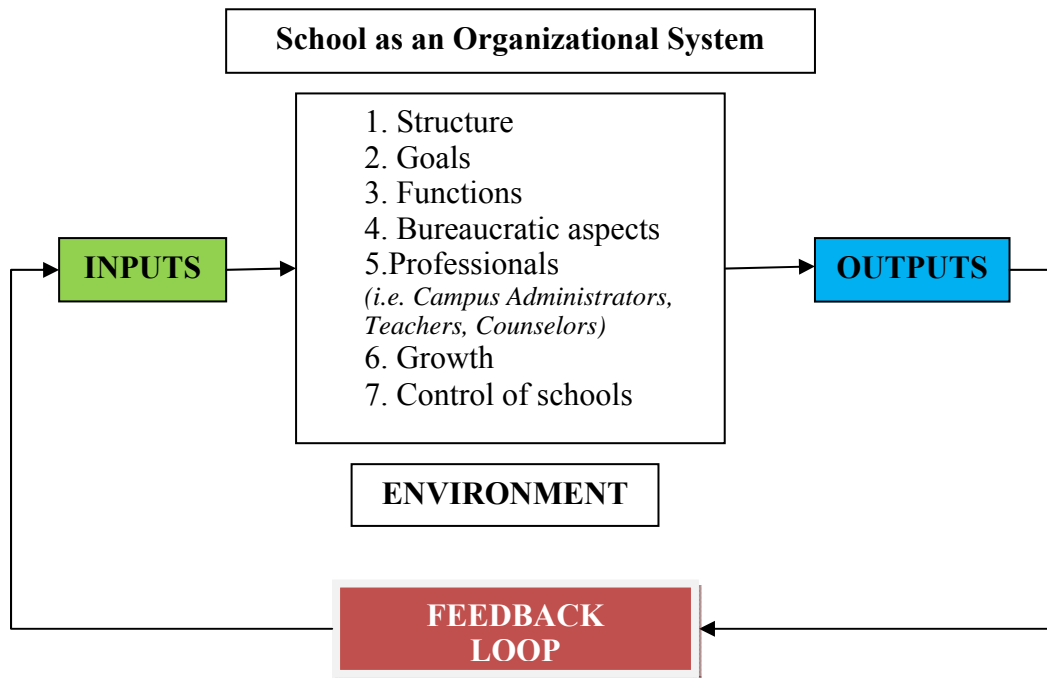 School as an Organizational System
1. Structure
2. Goals
3. Functions
4. Bureaucratic aspects
5.Professionals
(i.e. Campus Administrators,
Teachers, Counselors)
6. Growth
7. Control of schools
INPUTS
OUTPUTS
ENVIRONMENT
FEEDBACK
LOOP